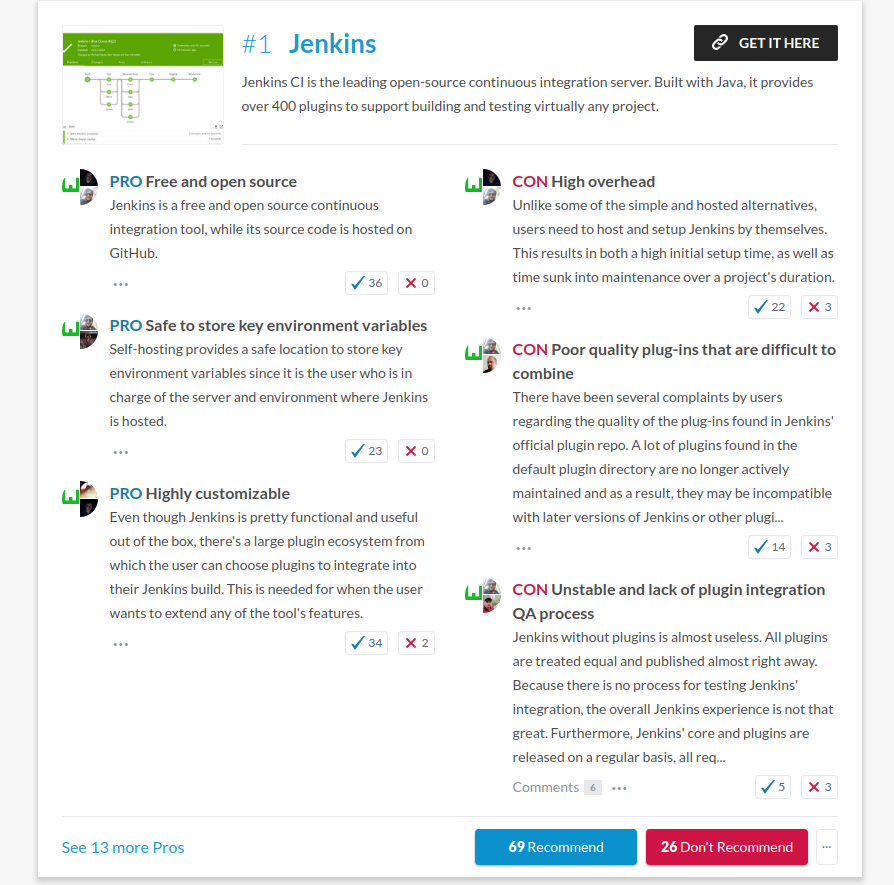 #1 Jenkins
GET IT HERE
Jenkins CI is the leading open-source continuous integration server. Built with Java, it provides
over 400 plugins to support building and testing virtually any project.
PRO Free and open source
Jenkins is a free and open source continuous
integration tool, while its source code is hosted on
GitHub.
36
0
PRO Safe to store key environment variables
Self-hosting provides a safe location to store key
environment variables since it is the user who is in
charge of the server and environment where Jenkins
is hosted.
23
0
PRO Highly customizable
Even though Jenkins is pretty functional and useful
out of the box, there's a large plugin ecosystem from
which the user can choose plugins to integrate into
their Jenkins build. This is needed for when the user
wants to extend any of the tool's features.
34
2
CON High overhead
Unlike some of the simple and hosted alternatives,
users need to host and setup Jenkins by themselves.
This results in both a high initial setup time, as well as
time sunk into maintenance over a project's duration.
22
3
CON Poor quality plug-ins that are difficult to
combine
There have been several complaints by users
regarding the quality of the plug-ins found in Jenkins'
official plugin repo. A lot of plugins found in the
default plugin directory are no longer actively
maintained and as a result, they may be incompatible
with later versions of Jenkins or other plugi...
14
3
CON Unstable and lack of plugin integration
QA process
Jenkins without plugins is almost useless. All plugins
are treated equal and published almost right away.
Because there is no process for testing Jenkins'
integration, the overall Jenkins experience is not that
great. Furthermore, Jenkins' core and plugins are
released on a regular basis, all req...
Comments 6
5
3
See 13 more Pros
69 Recommend
26 Don't Recommend